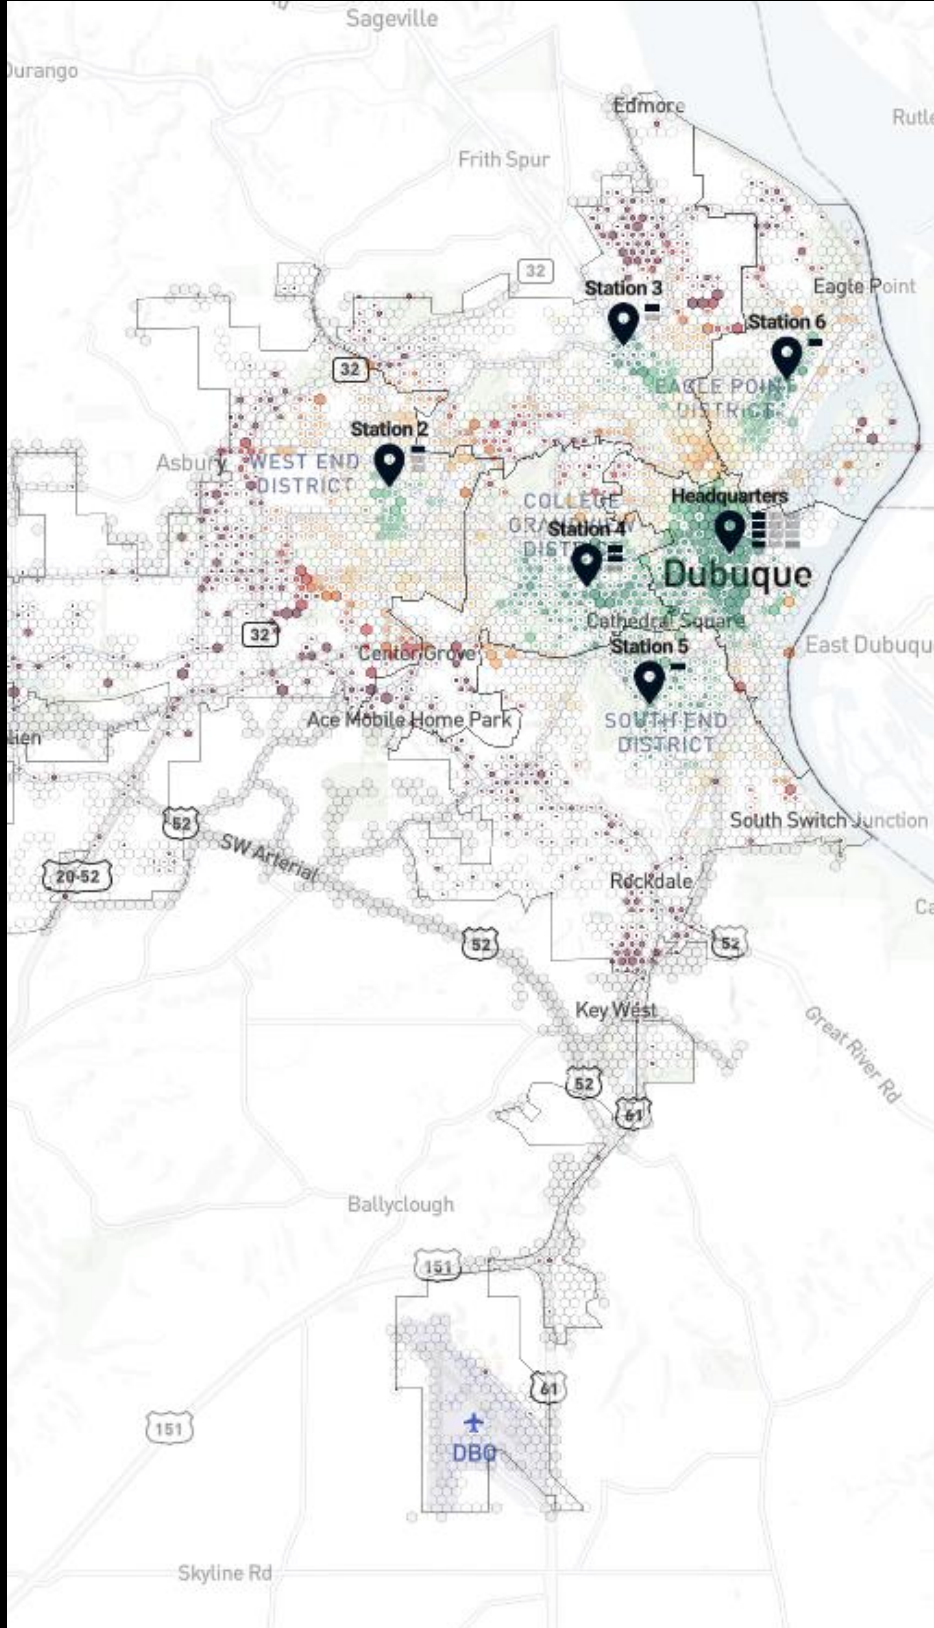 Sageville
Durango
Edmore
Frith Spur
32
Station 3
Eagle Point
Station 6
32
EAGLE POINT
DISTRICT
Station 2
Asbury
WEST END
DISTRICT
Headquarters
COLLEGE
Station 4
Dubuque
Cathedral Square
32
Center Grove
Station 5
East Dubuqu
Ace Mobile Home Park
SOUTH END
DISTRICT
52
South Switch Junction
SW Arterial
20-52
Rockdale
52
52
Key West
Great River Rd
52
61
Ballyclough
151
61
151
DBQ
Skyline Rd